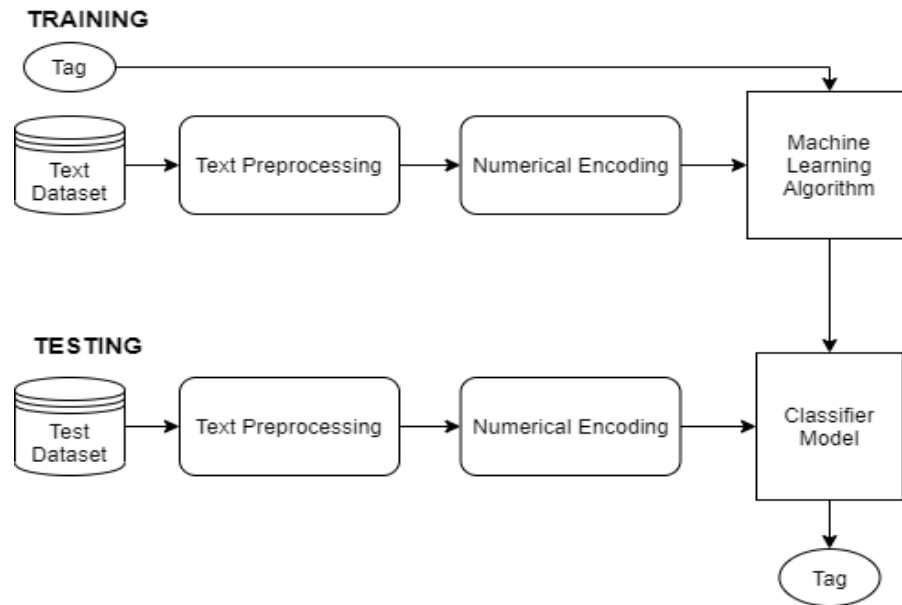 TRAINING
Tag
Text
Dataset
Text Preprocessing
Numerical Encoding
Machine
Learning
Algorithm
TESTING
Test
Dataset
Text Preprocessing
Numerical Encoding
Classifier
Model
Tag